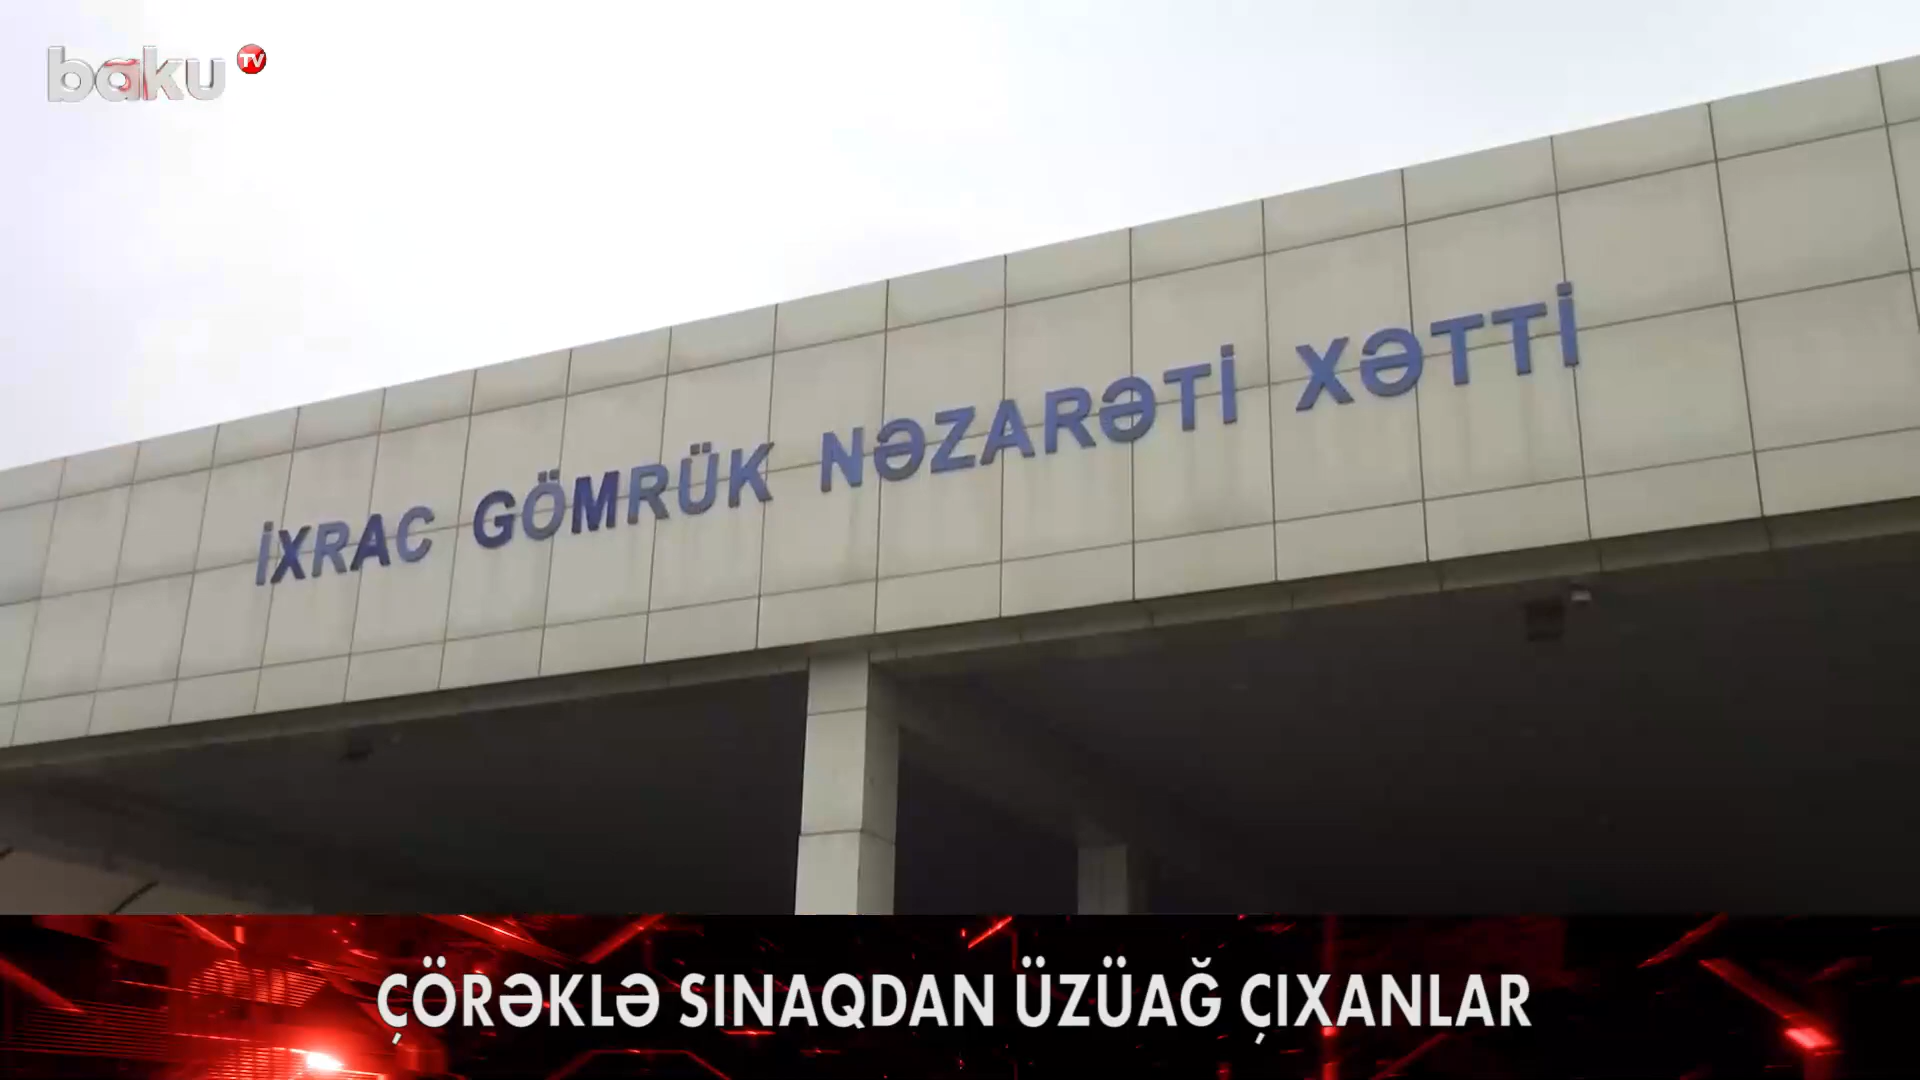 baku TV
İXRAC GÖMRÜK NƏZARƏTİ XƏTTİ
ÇÖRƏKLƏ SINAQDAN ÜZÜAĞ ÇIXANLAR